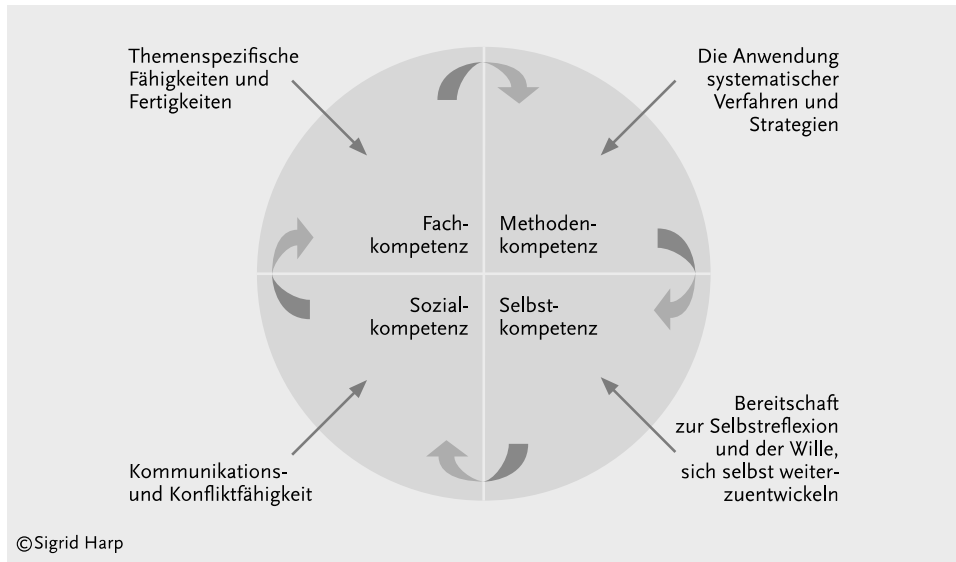 Themenspezifische
Fähigkeiten und
Fertigkeiten
Die Anwendung
systematischer
Verfahren und
Strategien
Fach-
kompetenz
Methoden-
kompetenz
Sozial-
kompetenz
Selbst-
kompetenz
Kommunikations-
und Konfliktfähigkeit
Bereitschaft
zur Selbstreflexion
und der Wille,
sich selbst weiter-
zuentwickeln
©Sigrid Harp